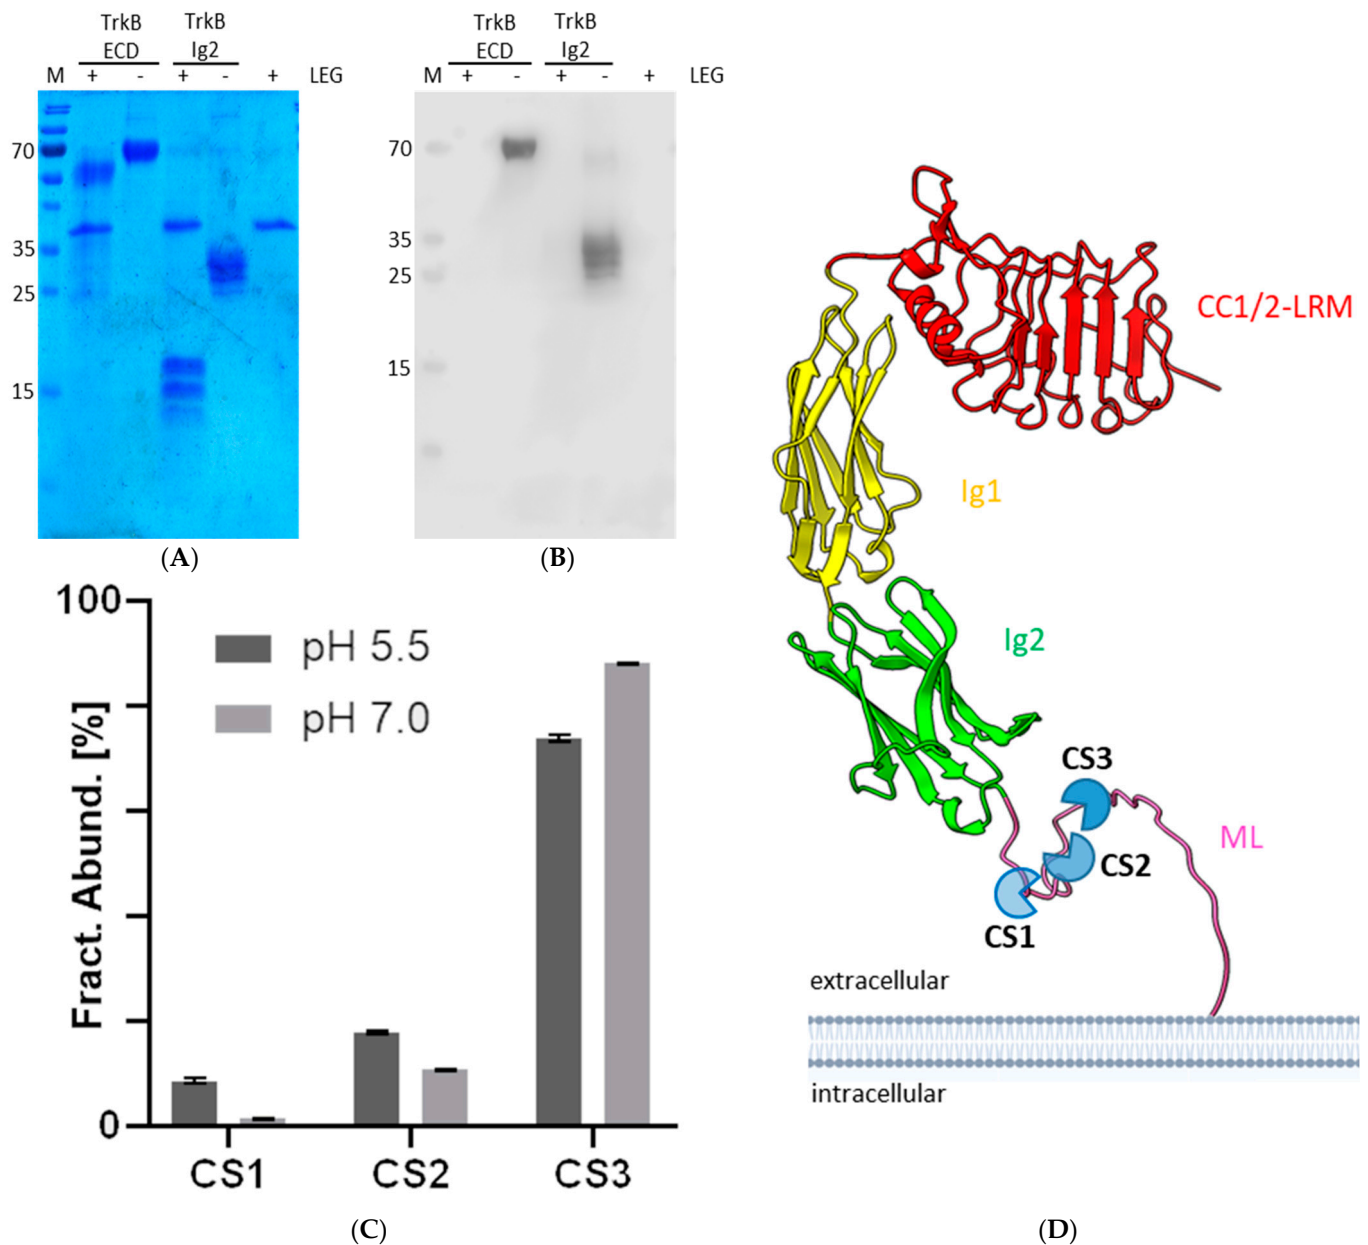 TrkB TrkB
ECD Ig2
M + - + - + LEG
70
35
25
15
(A)
TrkB TrkB
ECD Ig2
M + - + - + LEG
70
35
25
15
(B)
100
0
Fract. Abund. [%]
pH 5.5
pH 7.0
CS1 CS2 CS3
(C)
CC1/2-LRM
Ig1
Ig2
CS3
ML
CS2
CS1
extracellular
intracellular
(D)